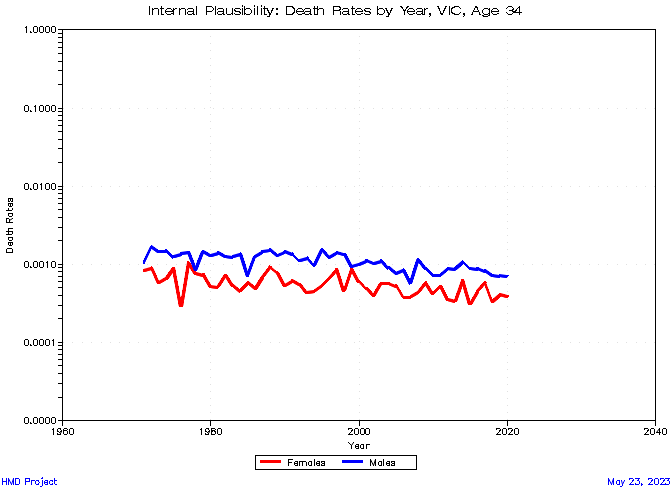 Internal Plausibility: Death Rates by Year, VIC, Age 34
1.0000
0.1000
0.0100
0.0010
0.0001
0.0000
Death Rates
1960 1980 2000 2020 2040
Year
Females Males
HMD Project May 23, 2023